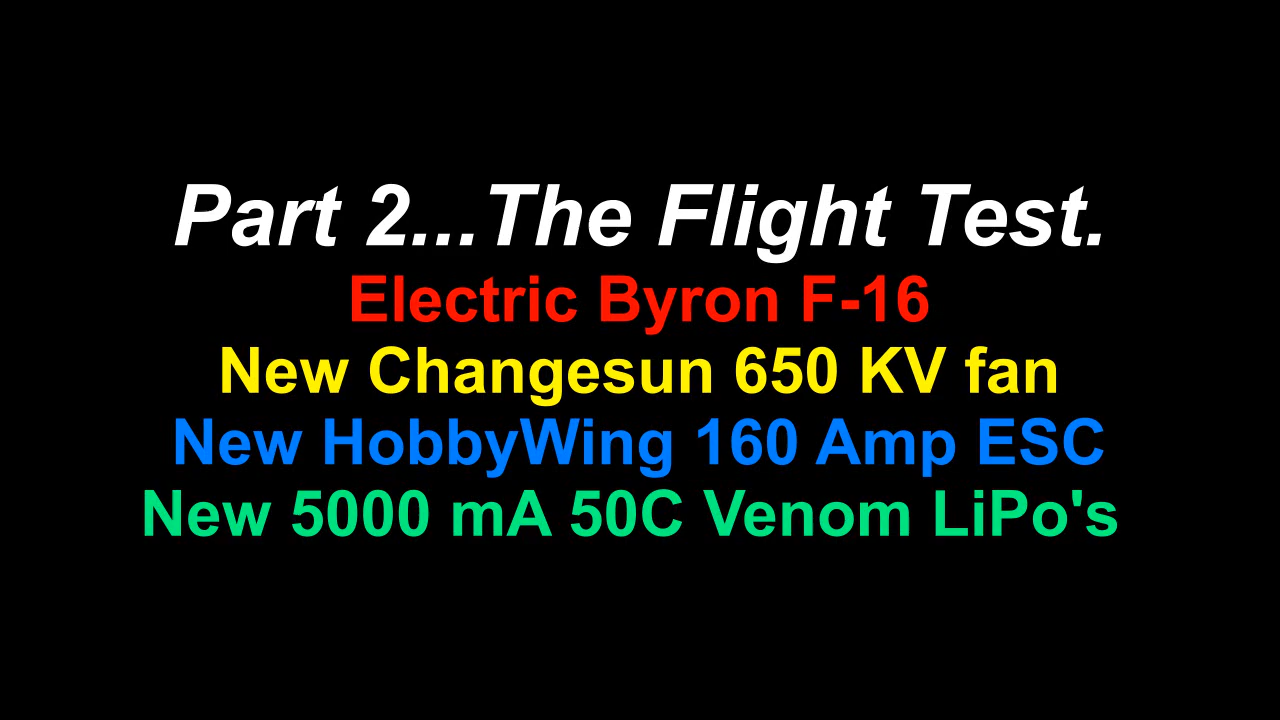 Part 2...The Flight Test.
Electric Byron F-16
New Changesun 650 KV fan
New HobbyWing 160 Amp ESC
New 5000 mA 50C Venom LiPo's